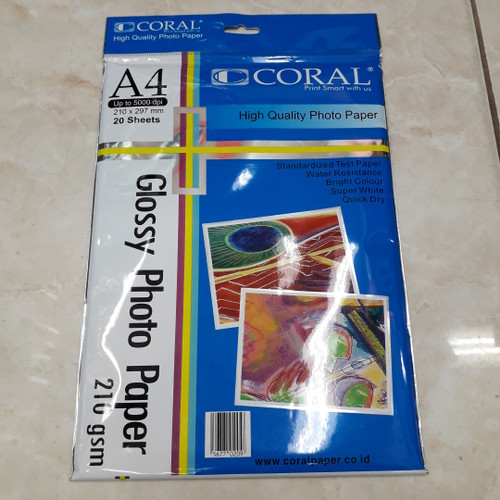 CORAL®
High Quality Photo Paper
A4
Up to 5000 dpi
210 x 297 mm
20 Sheets
CORAL®
Print Smart with us
High Quality Photo Paper
Standardized Test Paper
Water Resistance
Bright Colour
Super White
Quick Dry
Glossy Photo Paper
210 gsm
5677 0209
www.coralpaper.co.id